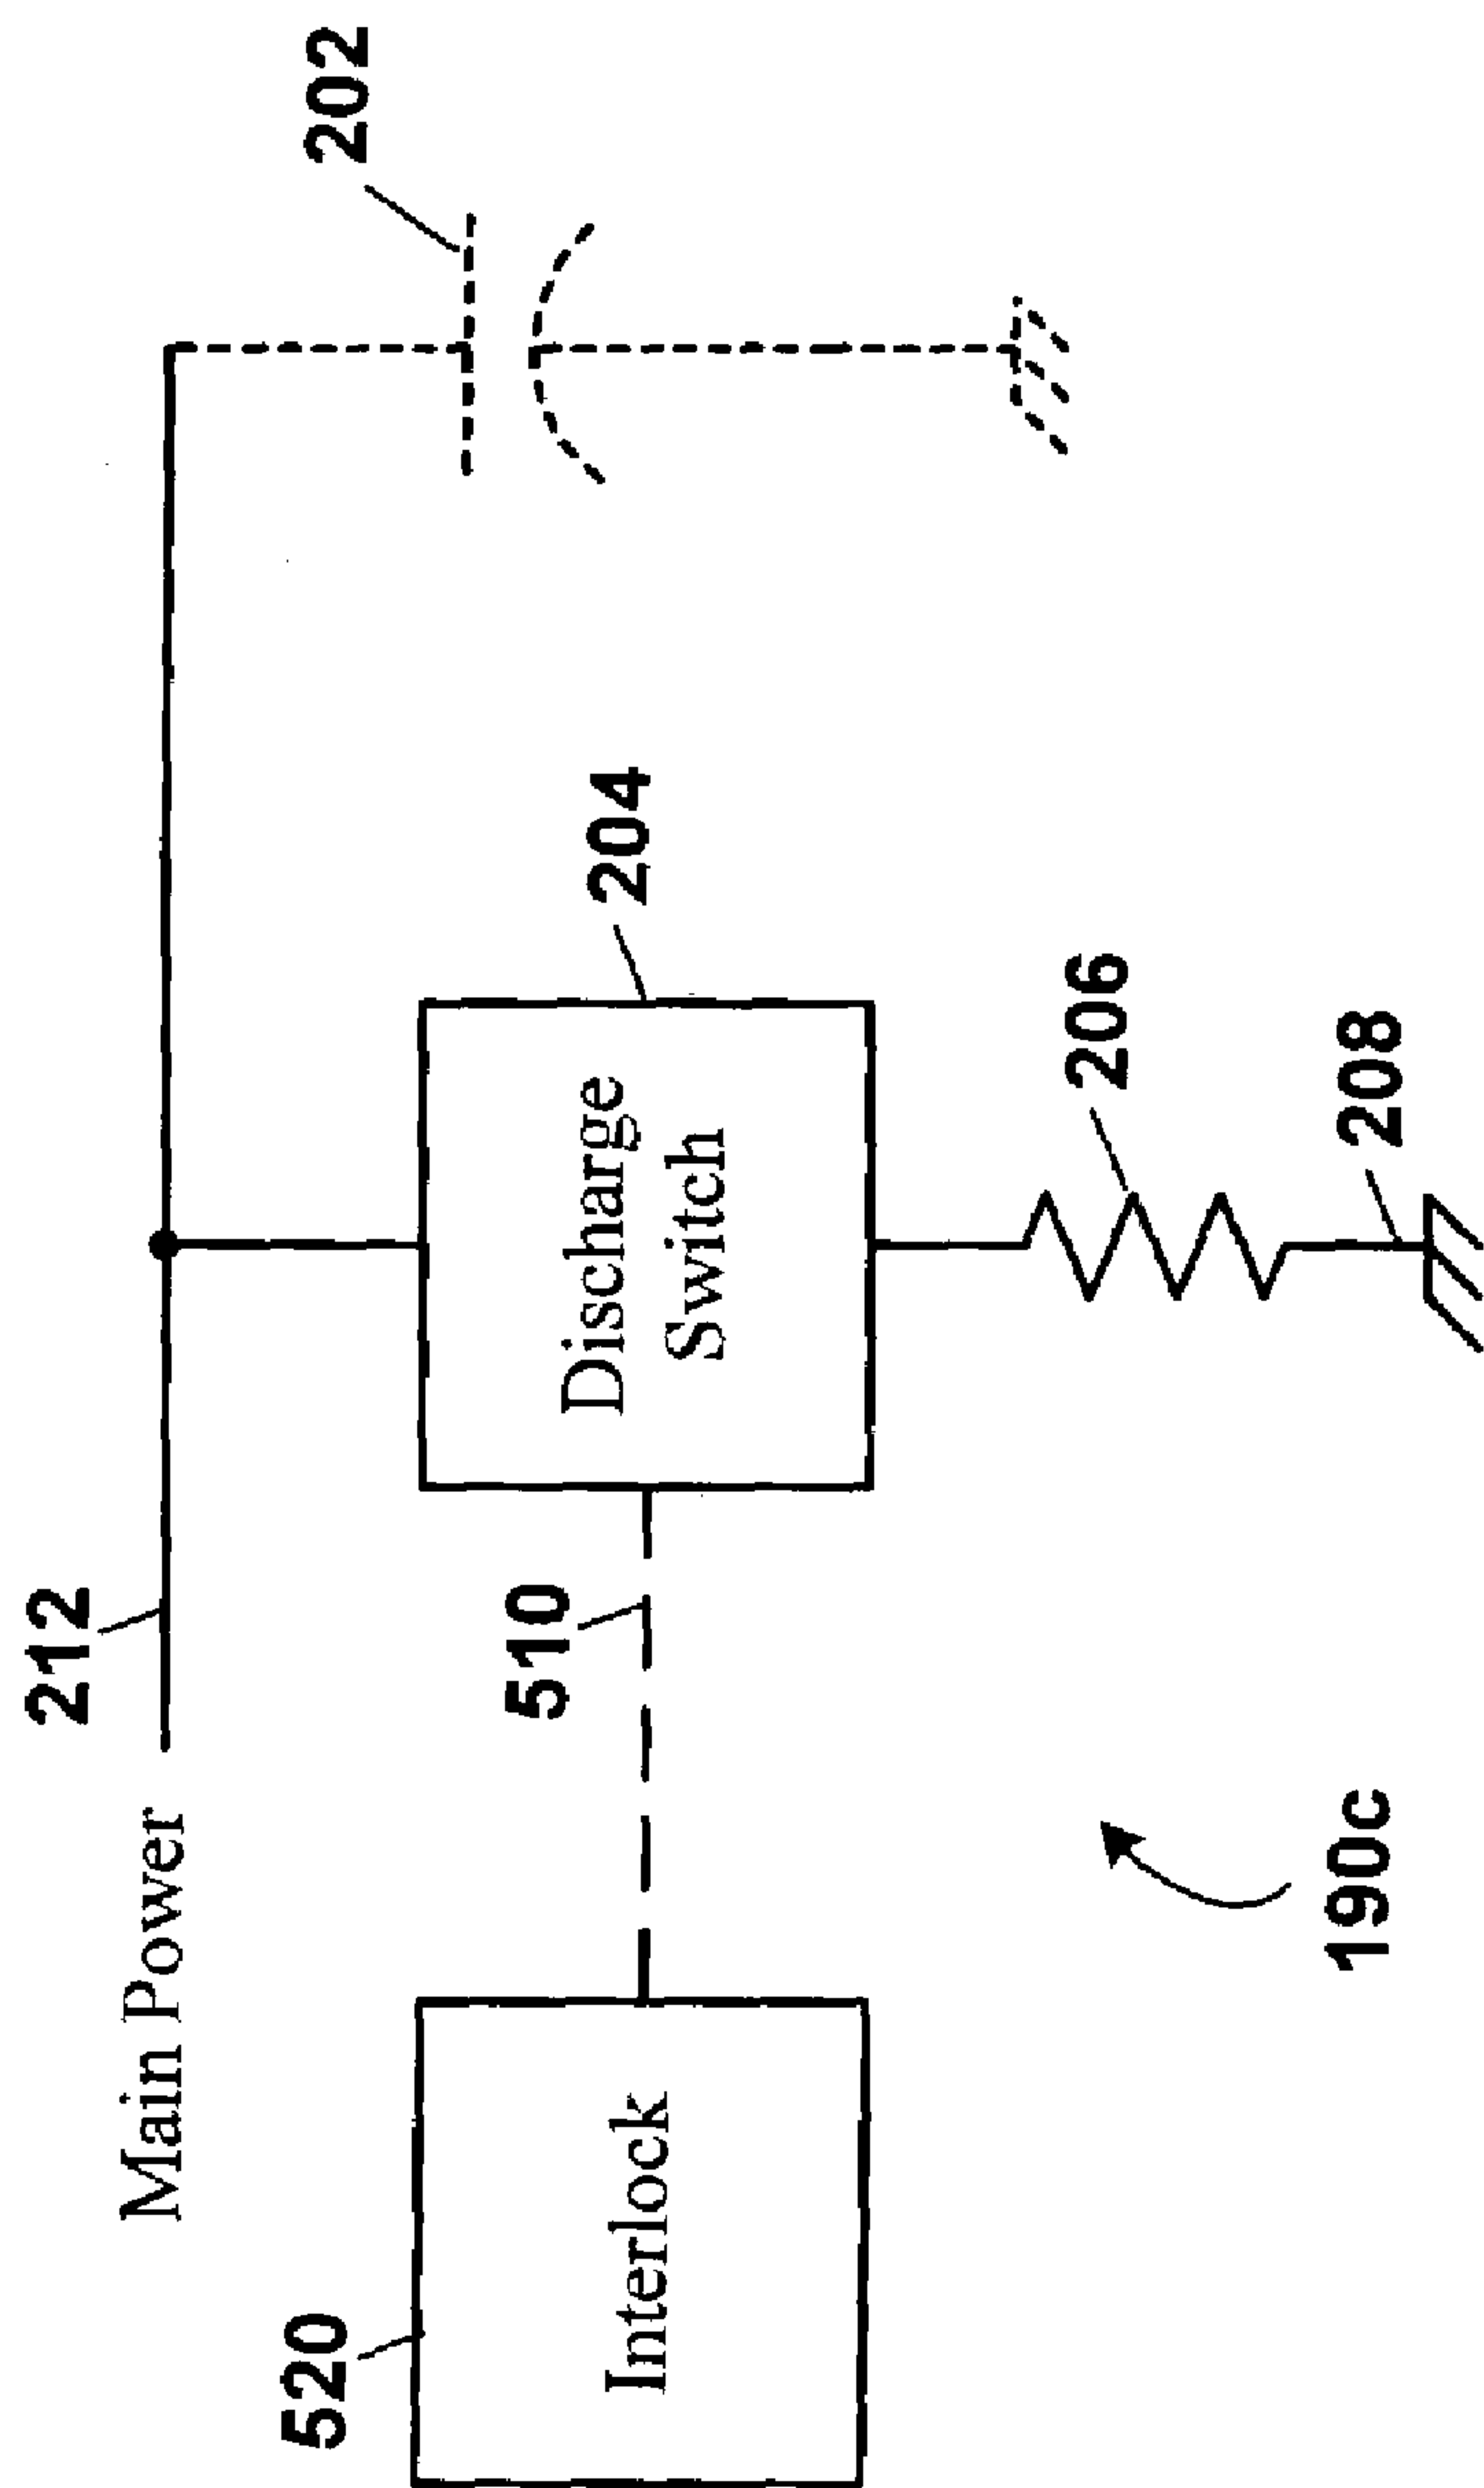 Main Power
212
202
520
Interlock
510
Discharge
Switch
204
206
208
190c